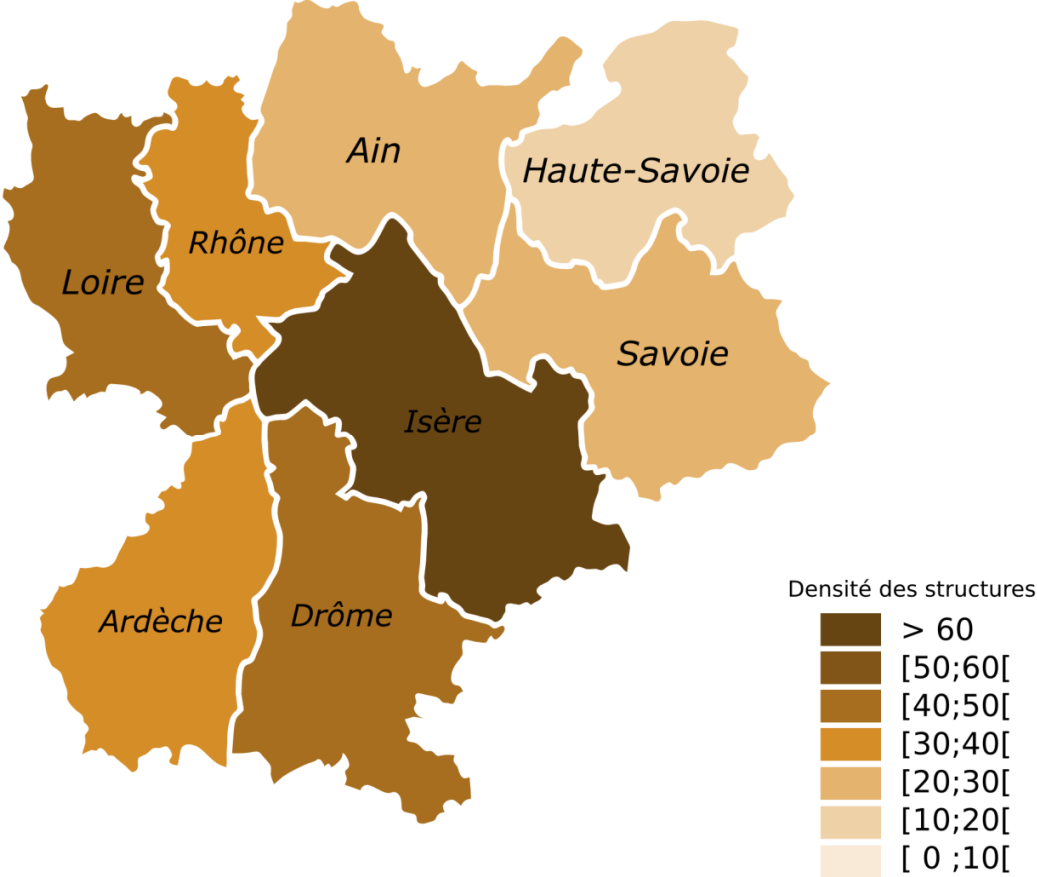 Ain
Haute-Savoie
Rhône
Loire
Savoie
Isère
Ardèche
Drôme
Densité des structures
> 60
[50;60[
[40;50[
[30;40[
[20;30[
[10;20[
[ 0 ;10[